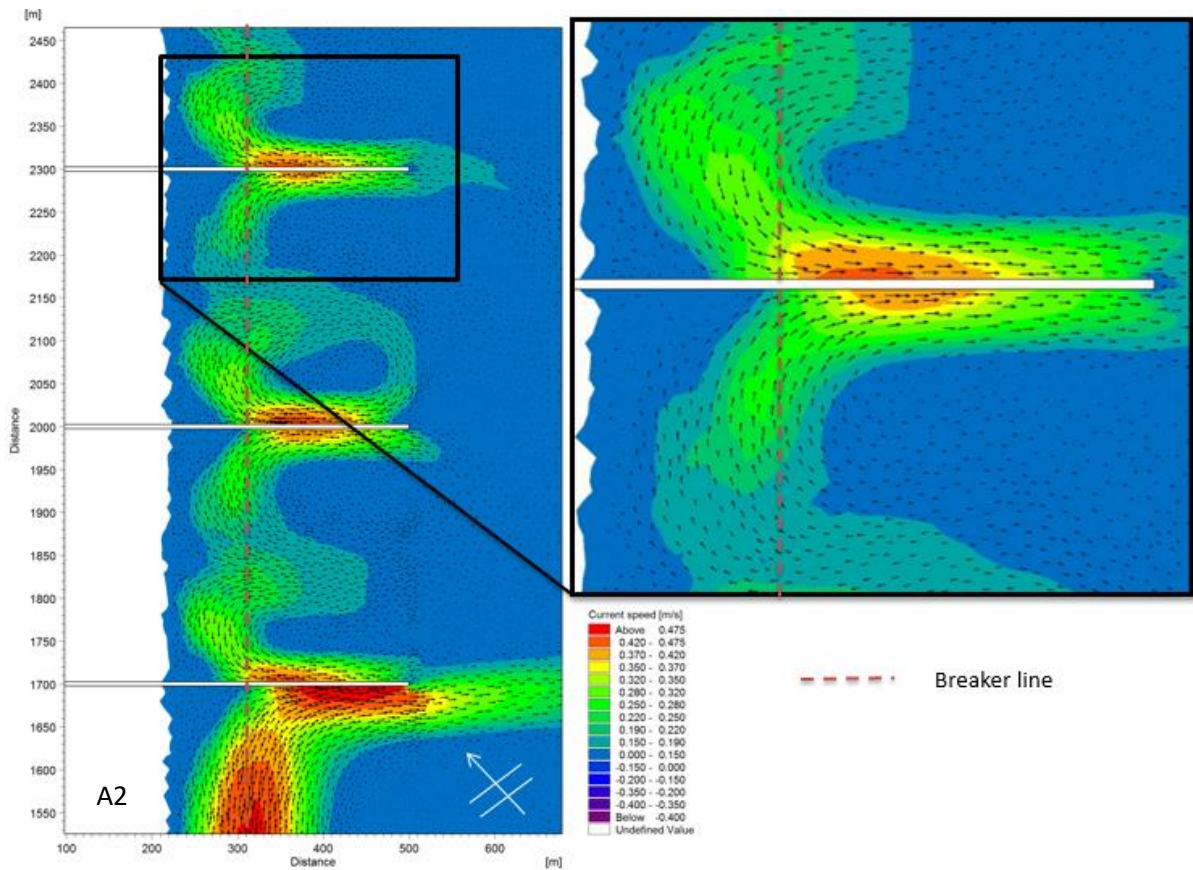 [m]
2450
2400
2350
2300
2250
2200
2150
2100
2050
2000
1950
1900
1850
1800
1750
1700
1650
1600
1550
Distance
A2
100 200 300 400 500 600 [m]
Distance
Current speed [m/s]
Above 0.475
0.420 - 0.475
0.370 - 0.420
0.350 - 0.370
0.320 - 0.350
0.280 - 0.320
0.250 - 0.280
0.220 - 0.250
0.190 - 0.220
0.150 - 0.190
0.000 - 0.150
-0.150 - 0.000
-0.200 - -0.150
-0.350 - -0.200
-0.400 - -0.350
Below -0.400
Undefined Value
Breaker line